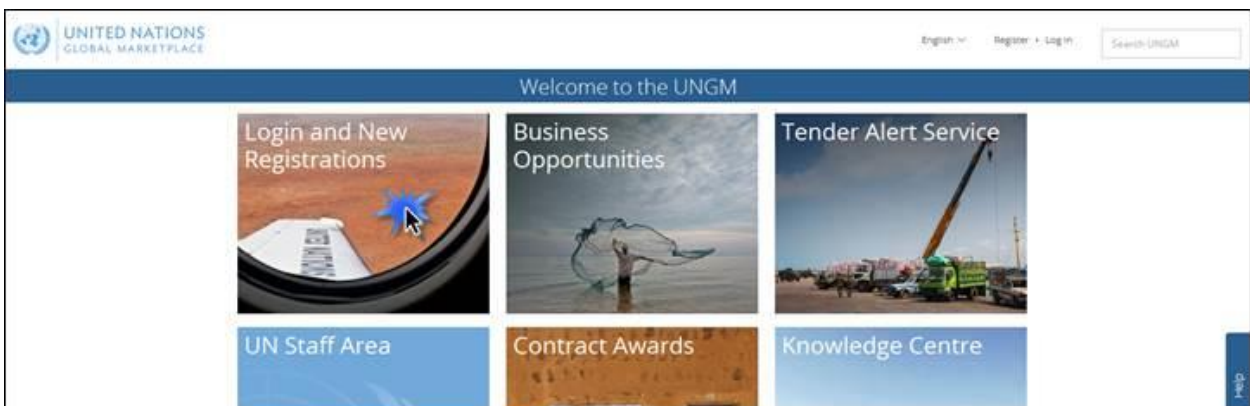 UNITED NATIONS
GLOBAL MARKETPLACE
English
Register • Log in
Search UNGM
Welcome to the UNGM
Login and New
Registrations
Business
Opportunities
Tender Alert Service
UN Staff Area
Contract Awards
Knowledge Centre
Help